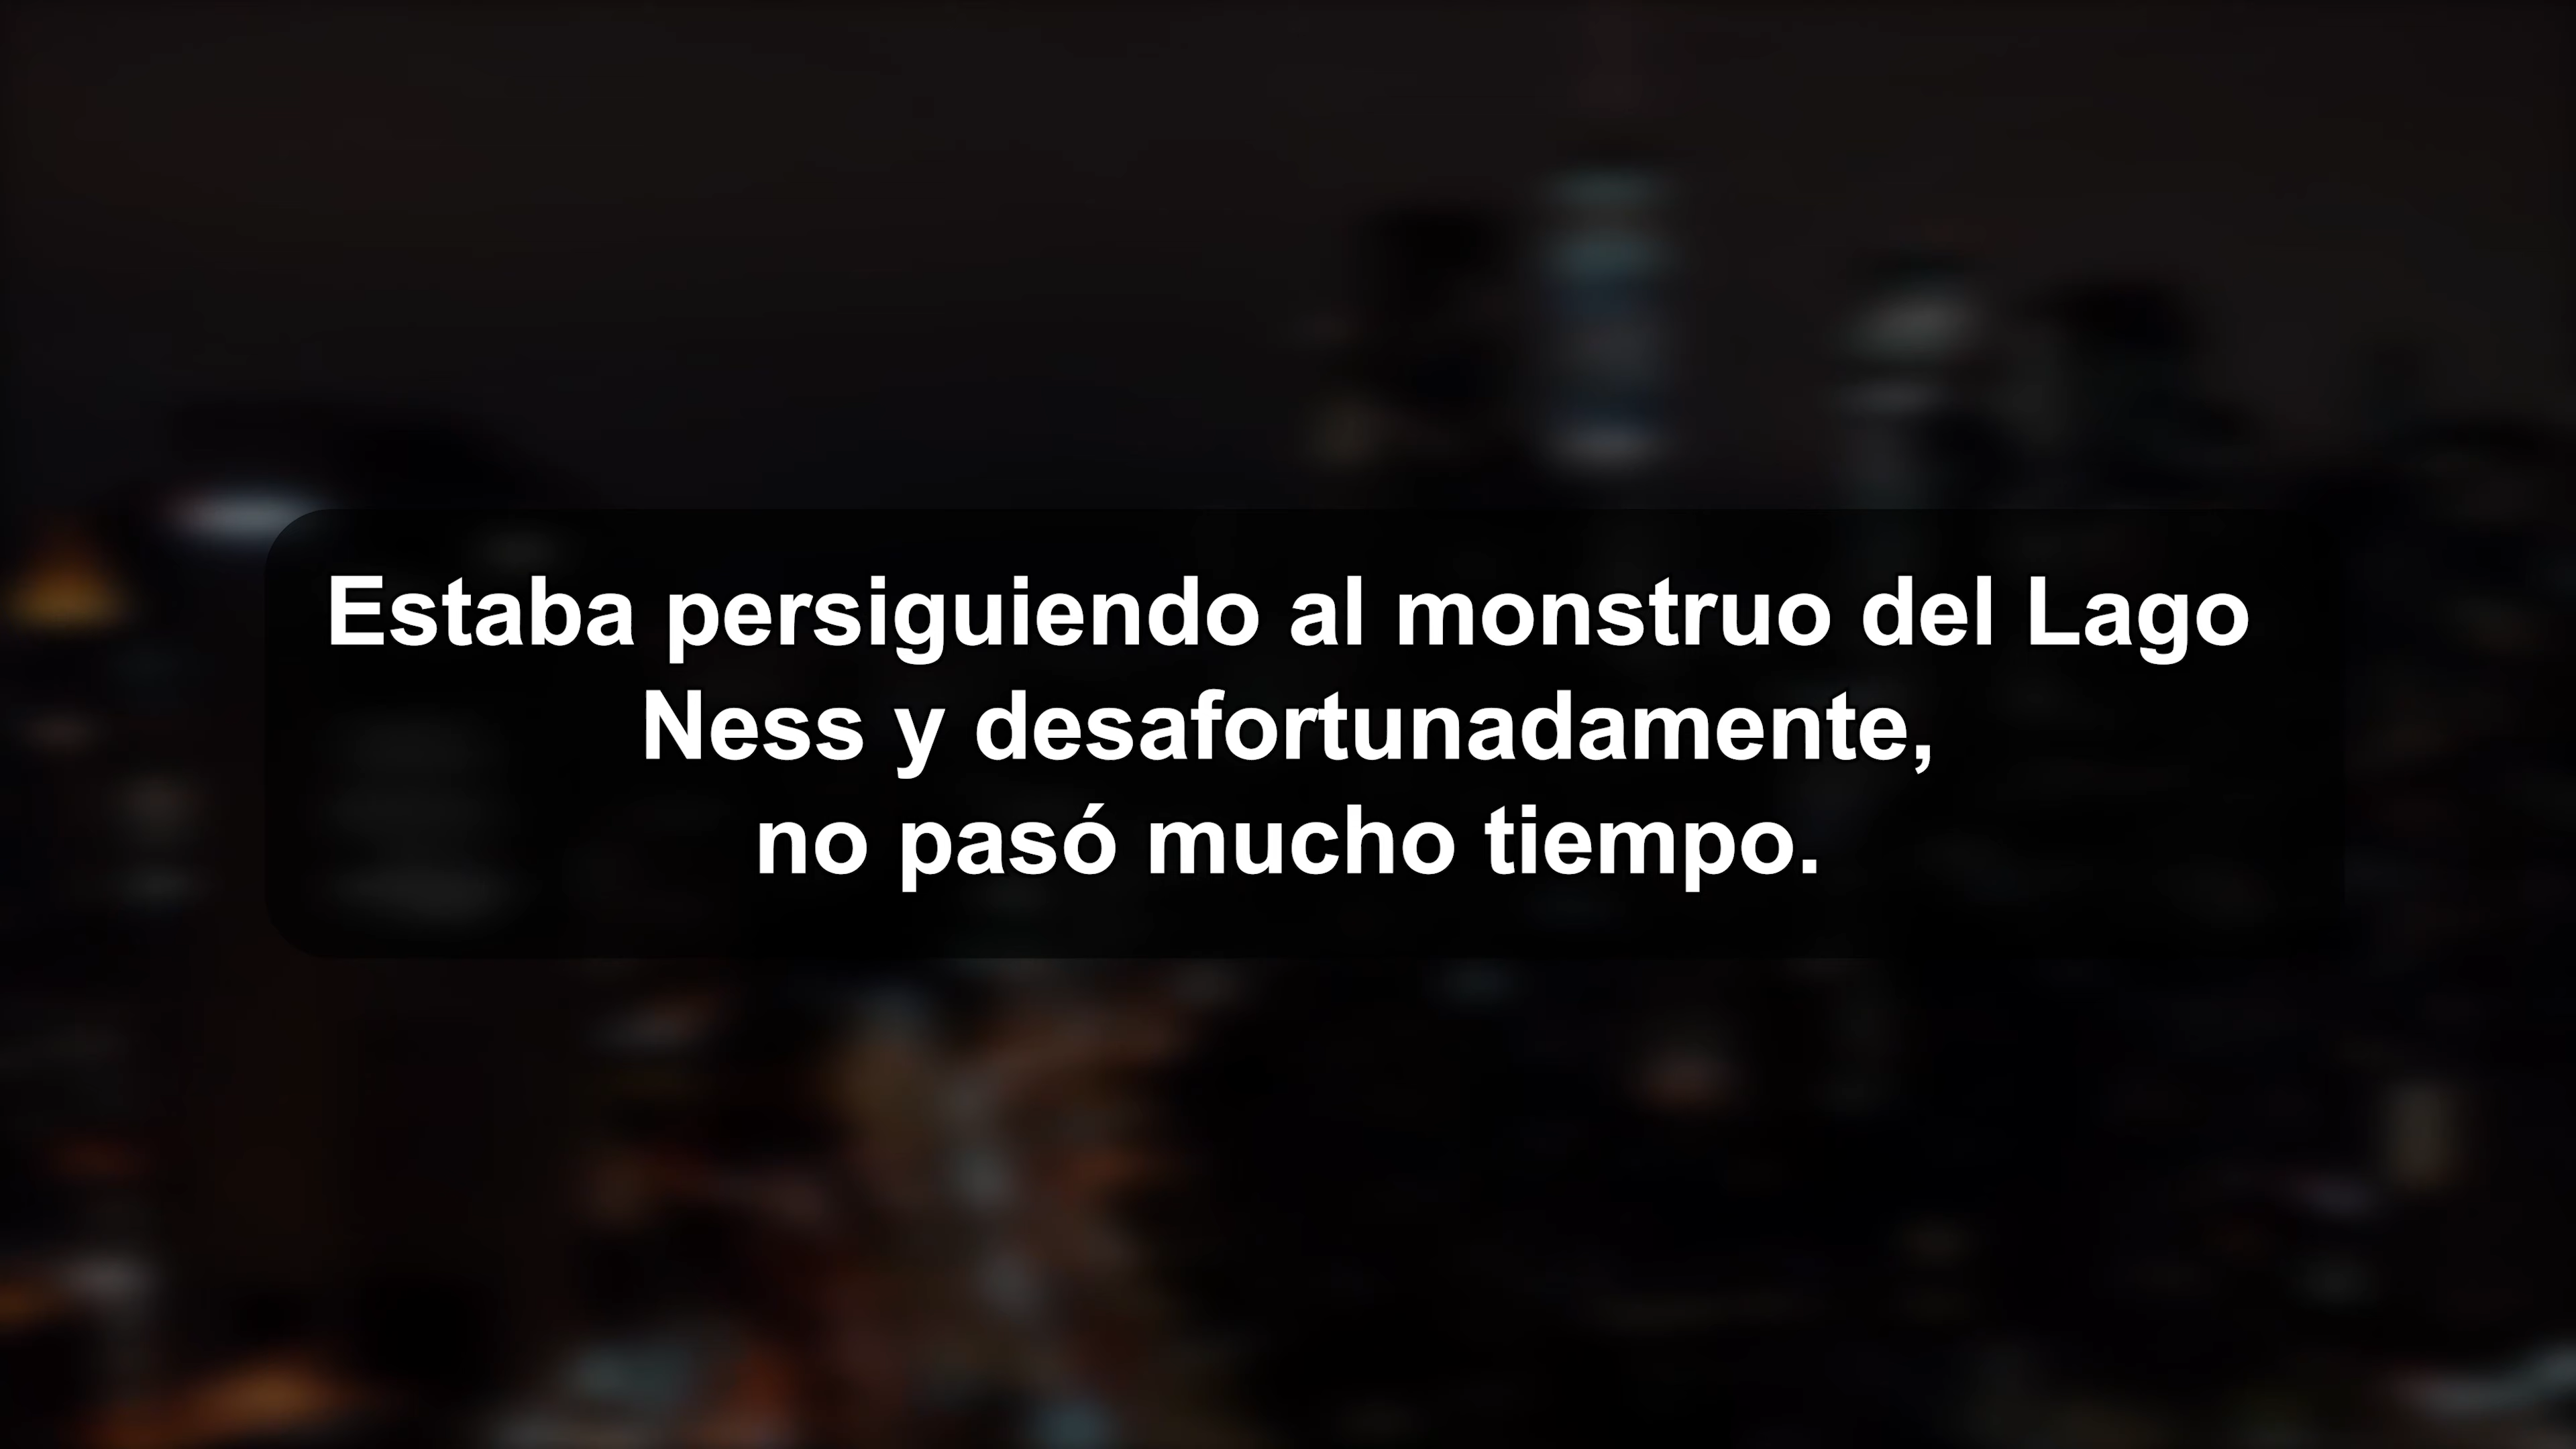 Estaba persiguiendo al monstruo del Lago
Ness y desafortunadamente,
no pasó mucho tiempo.